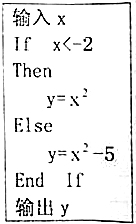 输入 x
If x<-2
Then
y=x²
Else
y=x²-5
End If
输出 y